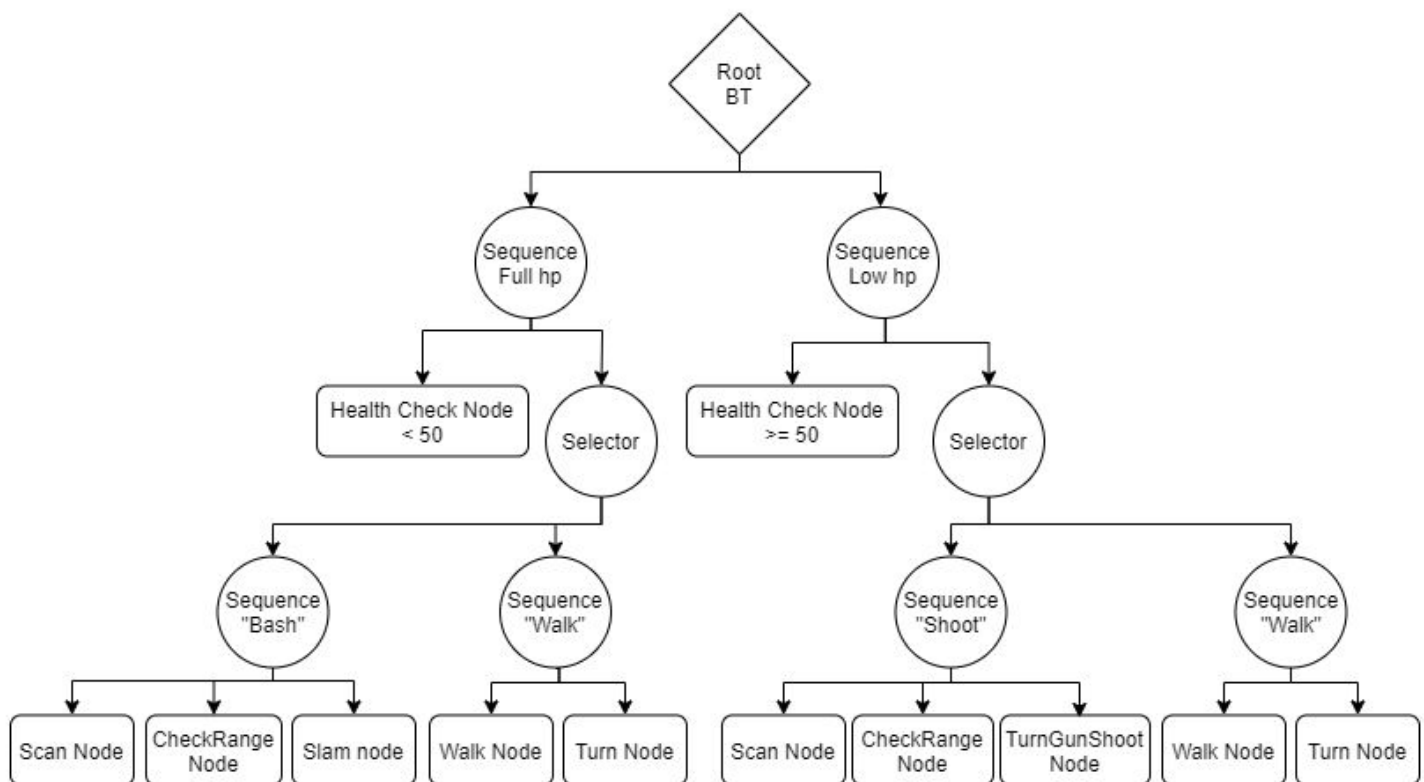 Root
BT
Sequence
Full hp
Sequence
Low hp
Health Check Node
< 50
Selector
Health Check Node
>= 50
Selector
Sequence
"Bash"
Sequence
"Walk"
Sequence
"Shoot"
Sequence
"Walk"
Scan Node
CheckRange
Node
Slam node
Walk Node
Turn Node
Scan Node
CheckRange
Node
TurnGunShoot
Node
Walk Node
Turn Node